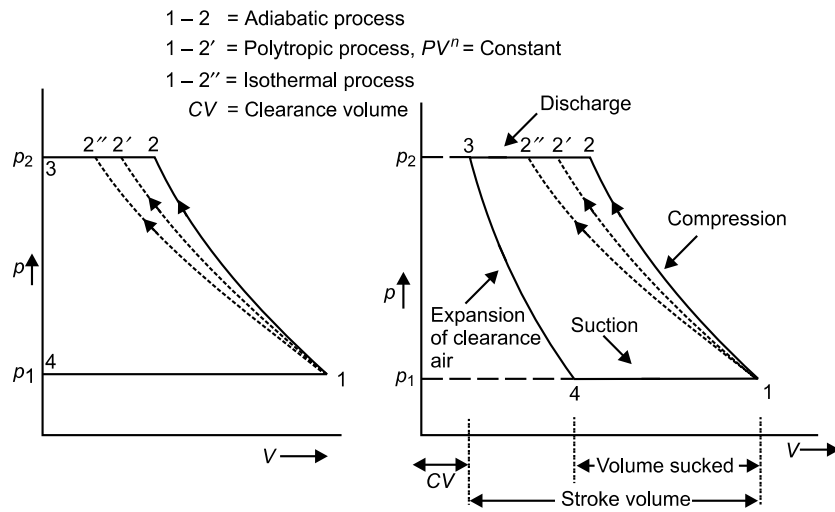 1 – 2 = Adiabatic process
1 – 2′ = Polytropic process, PVⁿ = Constant
1 – 2″ = Isothermal process
CV = Clearance volume
p₂
3
2″ 2′ 2
p
p₁
4
1
V
Discharge
p₂
3
2″ 2′ 2
Compression
p
Expansion
of clearance
air
Suction
p₁
4
1
V
CV
Volume sucked
Stroke volume